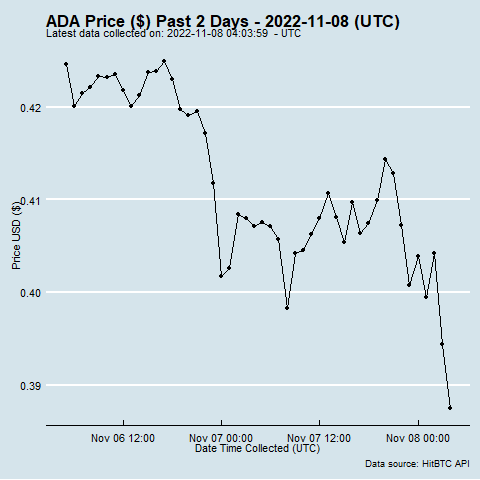 ADA Price ($) Past 2 Days - 2022-11-08 (UTC)
Latest data collected on: 2022-11-08 04:03:59 - UTC
0.42
0.41
0.40
0.39
Price USD ($)
Nov 06 12:00
Nov 07 00:00
Nov 07 12:00
Nov 08 00:00
Date Time Collected (UTC)
Data source: HitBTC API